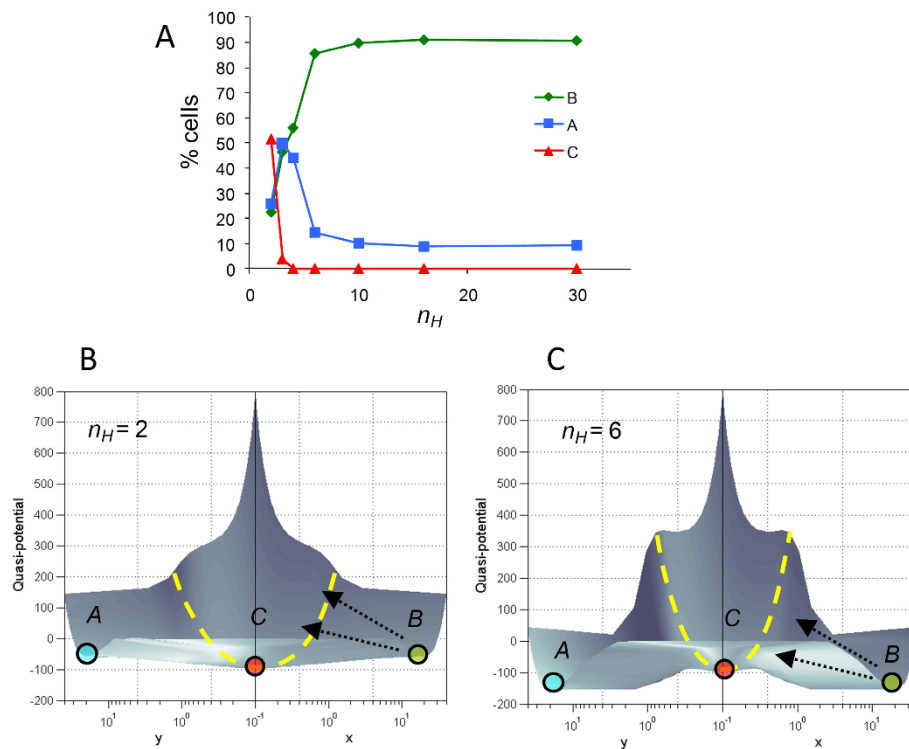 A
100
90
80
70
60
50
40
30
20
10
0
% cells
0 10 20 30
n_H
B
A
C
B
800
700
600
500
400
300
200
100
0
-100
-200
Quasi-potential
n_H = 2
A C B
10^1 10^0 10^-1 10^0 10^1
y x
C
800
700
600
500
400
300
200
100
0
-100
-200
Quasi-potential
n_H = 6
A C B
10^1 10^0 10^-1 10^0 10^1
y x